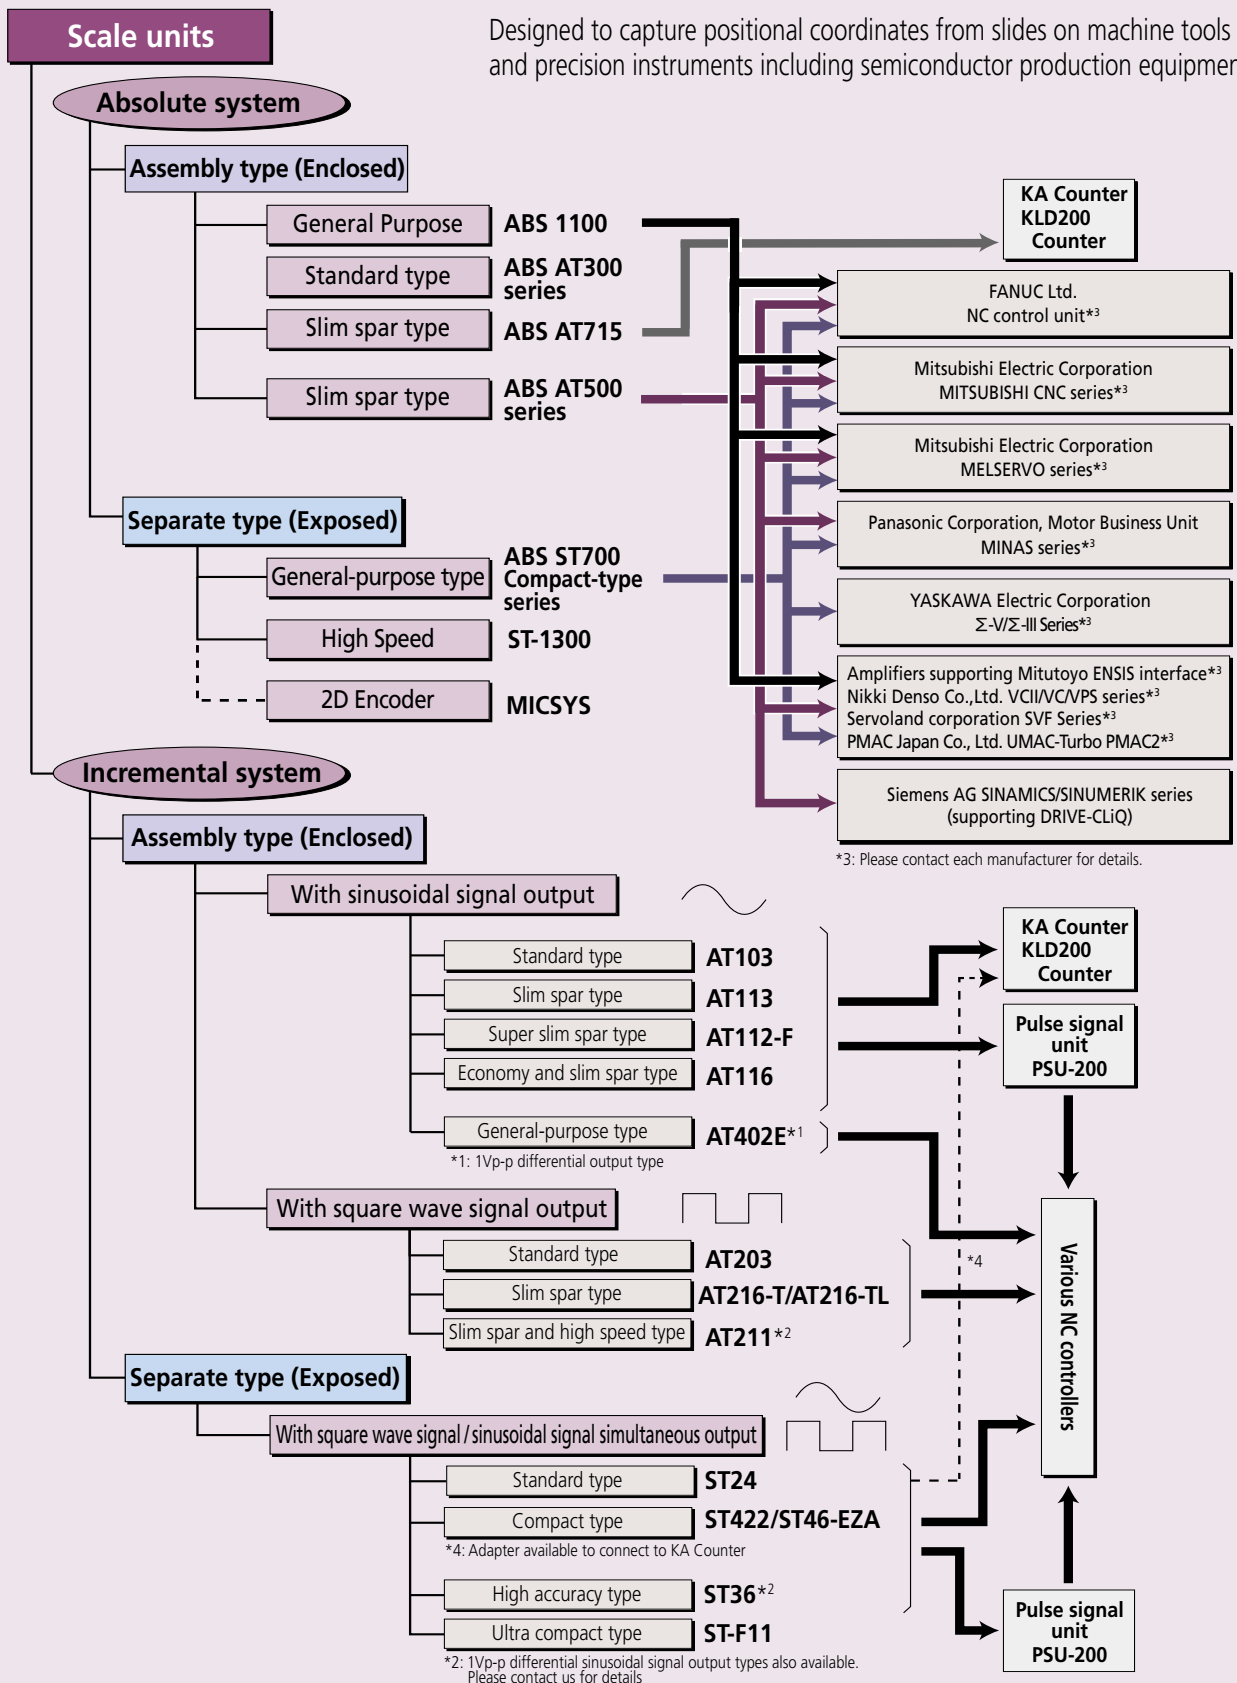 Scale units
Designed to capture positional coordinates from slides on machine tools
and precision instruments including semiconductor production equipmen
Absolute system
Assembly type (Enclosed)
General Purpose
ABS 1100
Standard type
ABS AT300
series
Slim spar type
ABS AT715
Slim spar type
ABS AT500
series
Separate type (Exposed)
General-purpose type
ABS ST700
Compact-type
series
High Speed
ST-1300
2D Encoder
MICSYS
KA Counter
KLD200
Counter
FANUC Ltd.
NC control unit*3
Mitsubishi Electric Corporation
MITSUBISHI CNC series*3
Mitsubishi Electric Corporation
MELSERVO series*3
Panasonic Corporation, Motor Business Unit
MINAS series*3
YASKAWA Electric Corporation
Σ-V/Σ-III Series*3
Amplifiers supporting Mitutoyo ENSIS interface*3
Nikki Denso Co.,Ltd. VCII/VC/VPS series*3
Servoland corporation SVF Series*3
PMAC Japan Co., Ltd. UMAC-Turbo PMAC2*3
Siemens AG SINAMICS/SINUMERIK series
(supporting DRIVE-CLiQ)
*3: Please contact each manufacturer for details.
Incremental system
Assembly type (Enclosed)
With sinusoidal signal output
Standard type
AT103
Slim spar type
AT113
Super slim spar type
AT112-F
Economy and slim spar type
AT116
General-purpose type
AT402E*1
*1: 1Vp-p differential output type
KA Counter
KLD200
Counter
Pulse signal
unit
PSU-200
With square wave signal output
Standard type
AT203
Slim spar type
AT216-T/AT216-TL
Slim spar and high speed type
AT211*2
*4
Various NC controllers
Separate type (Exposed)
With square wave signal/sinusoidal signal simultaneous output
Standard type
ST24
Compact type
ST422/ST46-EZA
*4: Adapter available to connect to KA Counter
High accuracy type
ST36*2
Ultra compact type
ST-F11
*2: 1Vp-p differential sinusoidal signal output types also available.
Please contact us for details
Pulse signal
unit
PSU-200